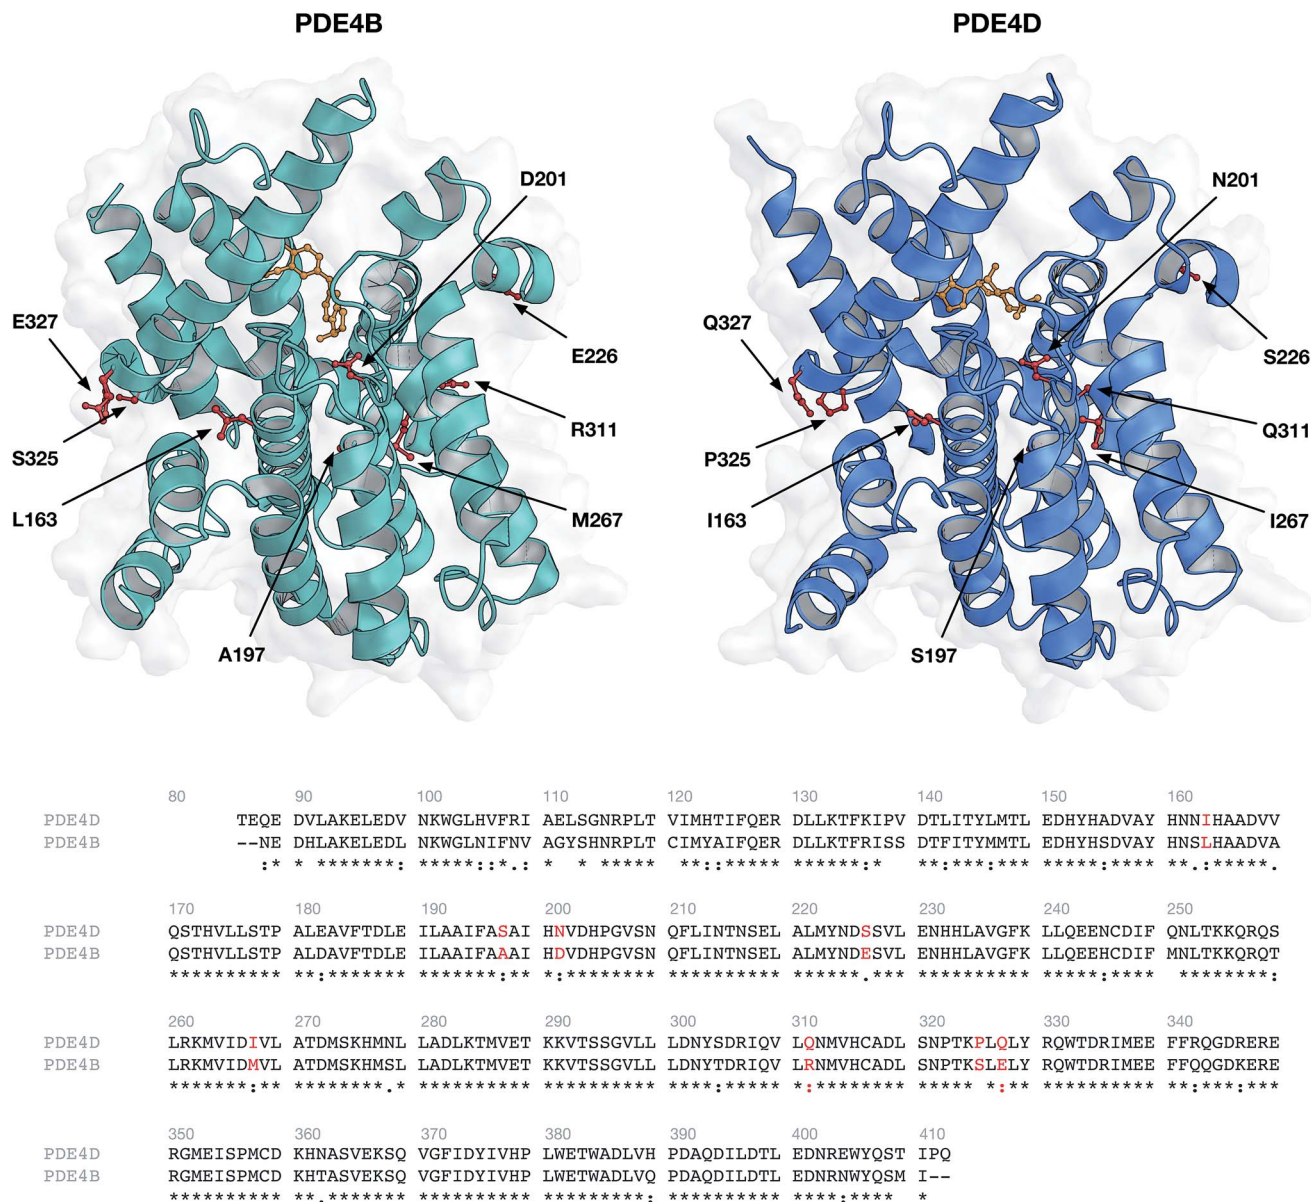 PDE4B PDE4D
D201 N201
E327 Q327
E226 S226
S325 R311 P325 Q311
L163 M267 I163 I267
A197 S197
80 90 100 110 120 130 140 150 160
PDE4D TEQE DVLAKELEDV NKWGLHVFRI AELSGNRPLT VIMHTIFQER DLLKTFKIPV DTLITYLMTL EDHYHADVAY HNNIHAADVV
PDE4B --NE DHLAKELEDL NKWGLNIFNV AGYSHNRPLT CIMYAIFQER DLLKTFRISS DTFITYMMTL EDHYHSDVAY HNSLHAADVA
:* * *******: *****::*.: * * ***** **::***** ******:* **:***:*** *****:**** **.:*****.
170 180 190 200 210 220 230 240 250
PDE4D QSTHVLLSTP ALEAVFTDLE ILAAIFASAI HNVDHPGVSN QFLINTNSEL ALMYNDSSVL ENHHLAVGFK LLQEENCDIF QNLTKKQRQS
PDE4B QSTHVLLSTP ALDAVFTDLE ILAAIFAAAI HDVDHPGVSN QFLINTNSEL ALMYNDESVL ENHHLAVGFK LLQEEHCDIF MNLTKKQRQT
********** **:******* *******:** *:******** ********** ******.*** ********** *****:**** ********:
260 270 280 290 300 310 320 330 340
PDE4D LRKMVIDIVL ATDMSKHMNL LADLKTMVET KKVTSSGVLL LDNYSDRIQV LQNMVHCADL SNPTKPLQLY RQWTDRIMEE FFRQGDRERE
PDE4B LRKMVIDMVL ATDMSKHMSL LADLKTMVET KKVTSSGVLL LDNYTDRIQV LRNMVHCADL SNPTKSLELY RQWTDRIMEE FFQQGDKERE
*******:** ********.* ********** ********** ****:***** *:******** ***** *:** ********** **:***:***
350 360 370 380 390 400 410
PDE4D RGMEISPMCD KHNASVEKSQ VGFIDYIVHP LWETWADLVH PDAQDILDTL EDNREWYQST IPQ
PDE4B RGMEISPMCD KHTASVEKSQ VGFIDYIVHP LWETWADLVQ PDAQDILDTL EDNRNWYQSM I--
********** **.******* ********** *********: ********** ****:**** *